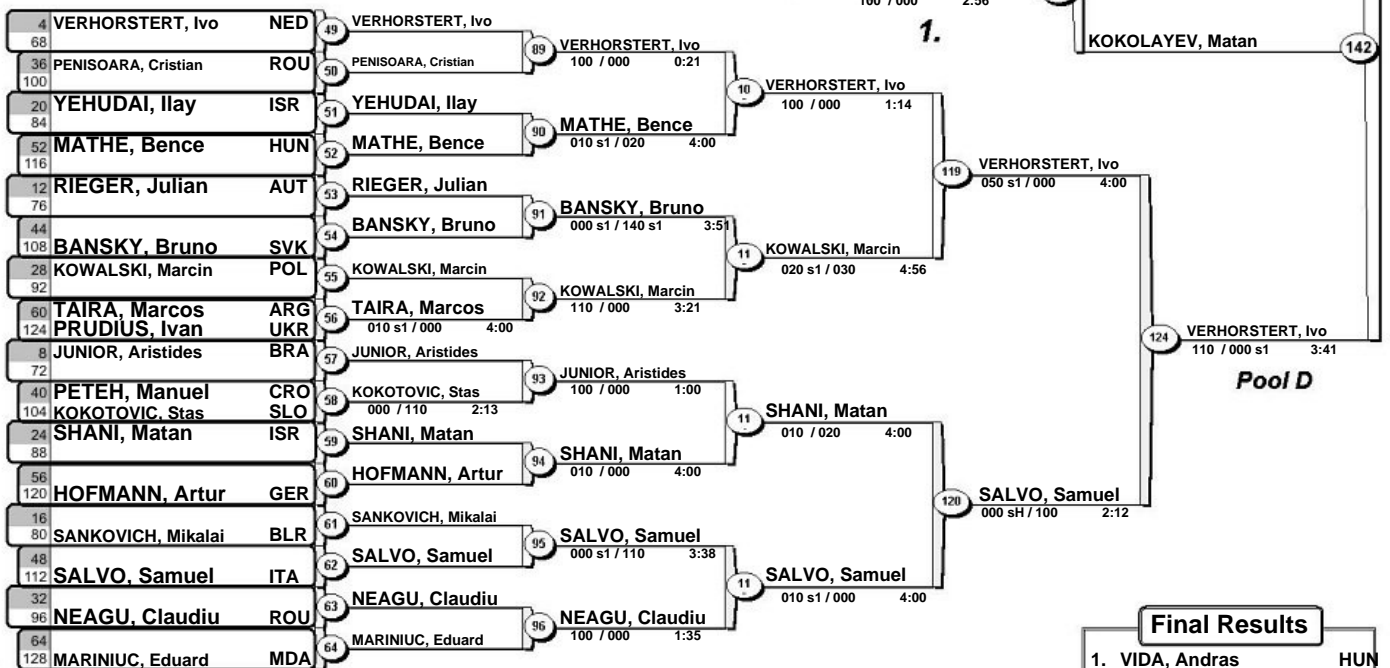 100 / 000 2:56
1.
KOKOLAYEV, Matan
142
4 VERHORSTERT, Ivo NED
68
36 PENISOARA, Cristian ROU
100
20 YEHUDAI, Ilay ISR
84
52 MATHE, Bence HUN
116
12 RIEGER, Julian AUT
76
44
108 BANSKY, Bruno SVK
28 KOWALSKI, Marcin POL
92
60 TAIRA, Marcos ARG
124 PRUDIUS, Ivan UKR
8 JUNIOR, Aristides BRA
72
40 PETEH, Manuel CRO
104 KOKOTOVIC, Stas SLO
24 SHANI, Matan ISR
88
56
120 HOFMANN, Artur GER
16
80 SANKOVICH, Mikalai BLR
48
112 SALVO, Samuel ITA
32
96 NEAGU, Claudiu ROU
64
128 MARINIUC, Eduard MDA
49 VERHORSTERT, Ivo
50 PENISOARA, Cristian
51 YEHUDAI, Ilay
52 MATHE, Bence
53 RIEGER, Julian
54 BANSKY, Bruno
55 KOWALSKI, Marcin
56 TAIRA, Marcos
010 s1 / 000 4:00
57 JUNIOR, Aristides
58 KOKOTOVIC, Stas
000 / 110 2:13
59 SHANI, Matan
60 HOFMANN, Artur
61 SANKOVICH, Mikalai
62 SALVO, Samuel
63 NEAGU, Claudiu
64 MARINIUC, Eduard
89 VERHORSTERT, Ivo
100 / 000 0:21
90 MATHE, Bence
010 s1 / 020 4:00
91 BANSKY, Bruno
000 s1 / 140 s1 3:51
92 KOWALSKI, Marcin
110 / 000 3:21
93 JUNIOR, Aristides
100 / 000 1:00
94 SHANI, Matan
010 / 000 4:00
95 SALVO, Samuel
000 s1 / 110 3:38
96 NEAGU, Claudiu
100 / 000 1:35
10 VERHORSTERT, Ivo
100 / 000 1:14
11 KOWALSKI, Marcin
020 s1 / 030 4:56
11 SHANI, Matan
010 / 020 4:00
11 SALVO, Samuel
010 s1 / 000 4:00
119 VERHORSTERT, Ivo
050 s1 / 000 4:00
120 SALVO, Samuel
000 sH / 100 2:12
124 VERHORSTERT, Ivo
110 / 000 s1 3:41
Pool D
Final Results
1. VIDA, Andras HUN